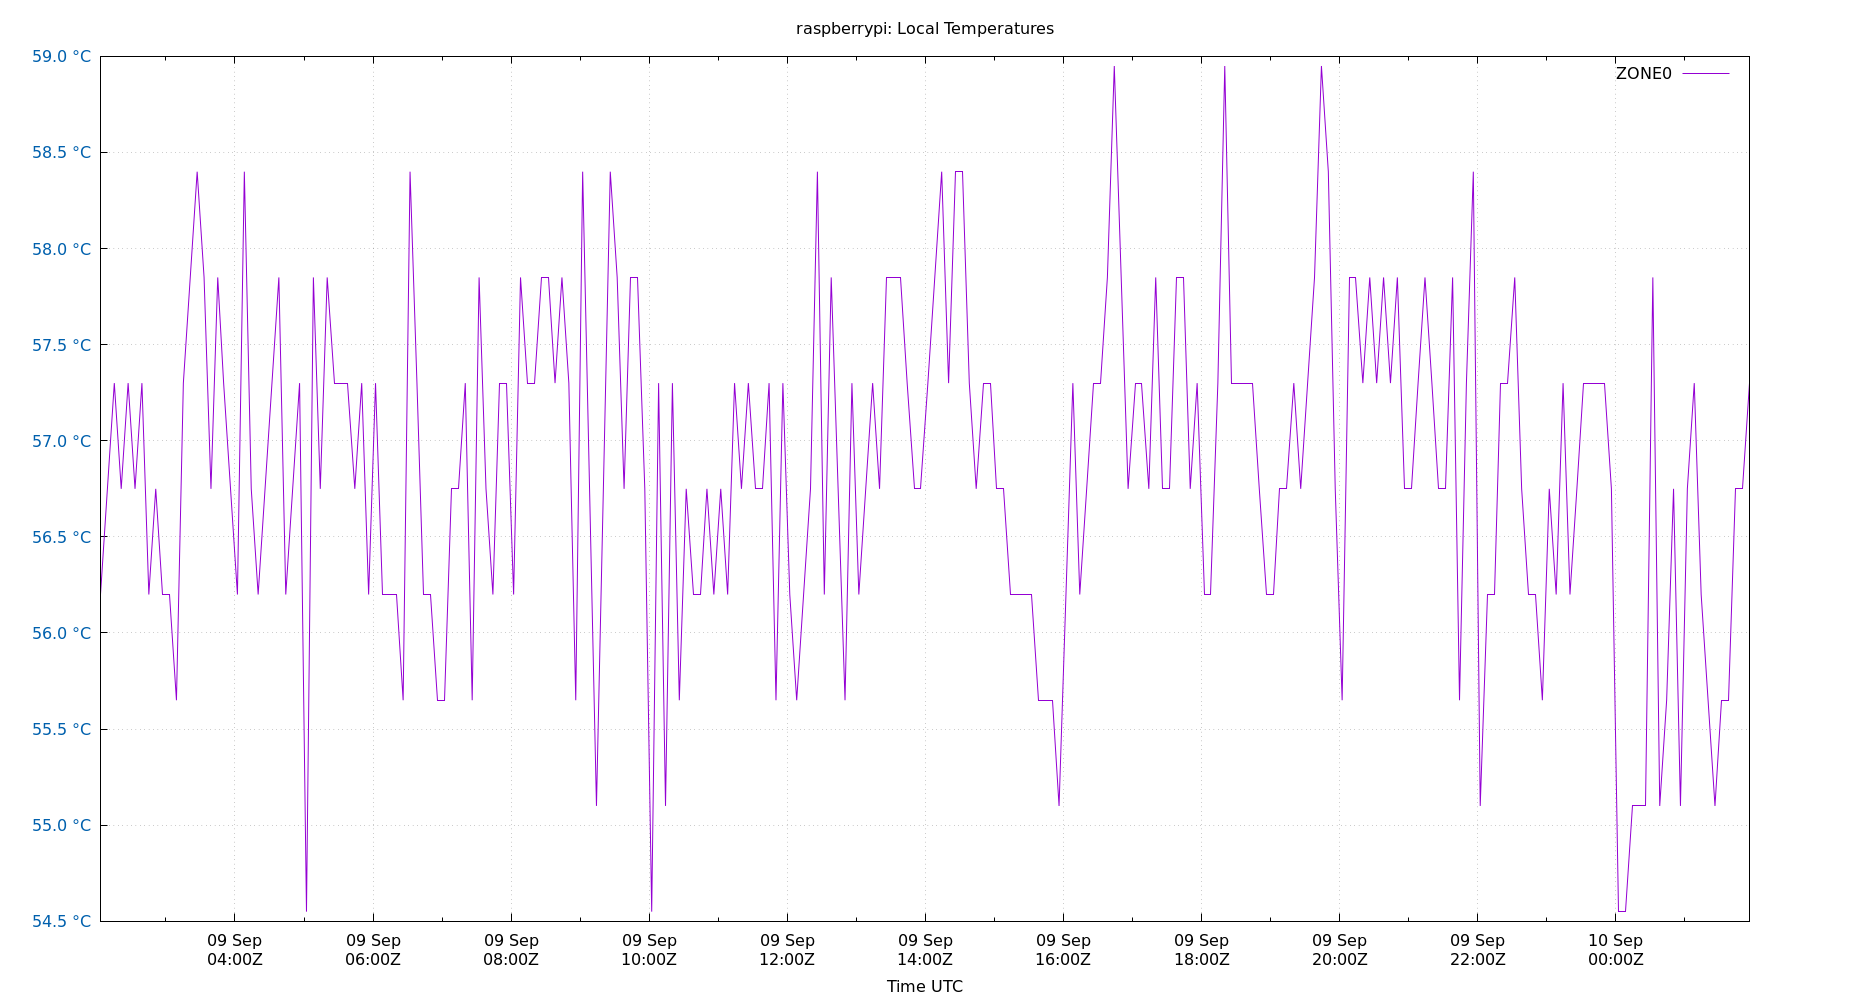 raspberrypi: Local Temperatures
59.0 °C
ZONE0
58.5 °C
58.0 °C
57.5 °C
57.0 °C
56.5 °C
56.0 °C
55.5 °C
55.0 °C
54.5 °C
09 Sep 09 Sep 09 Sep 09 Sep 09 Sep 09 Sep 09 Sep 09 Sep 09 Sep 09 Sep 10 Sep
04:00Z 06:00Z 08:00Z 10:00Z 12:00Z 14:00Z 16:00Z 18:00Z 20:00Z 22:00Z 00:00Z
Time UTC